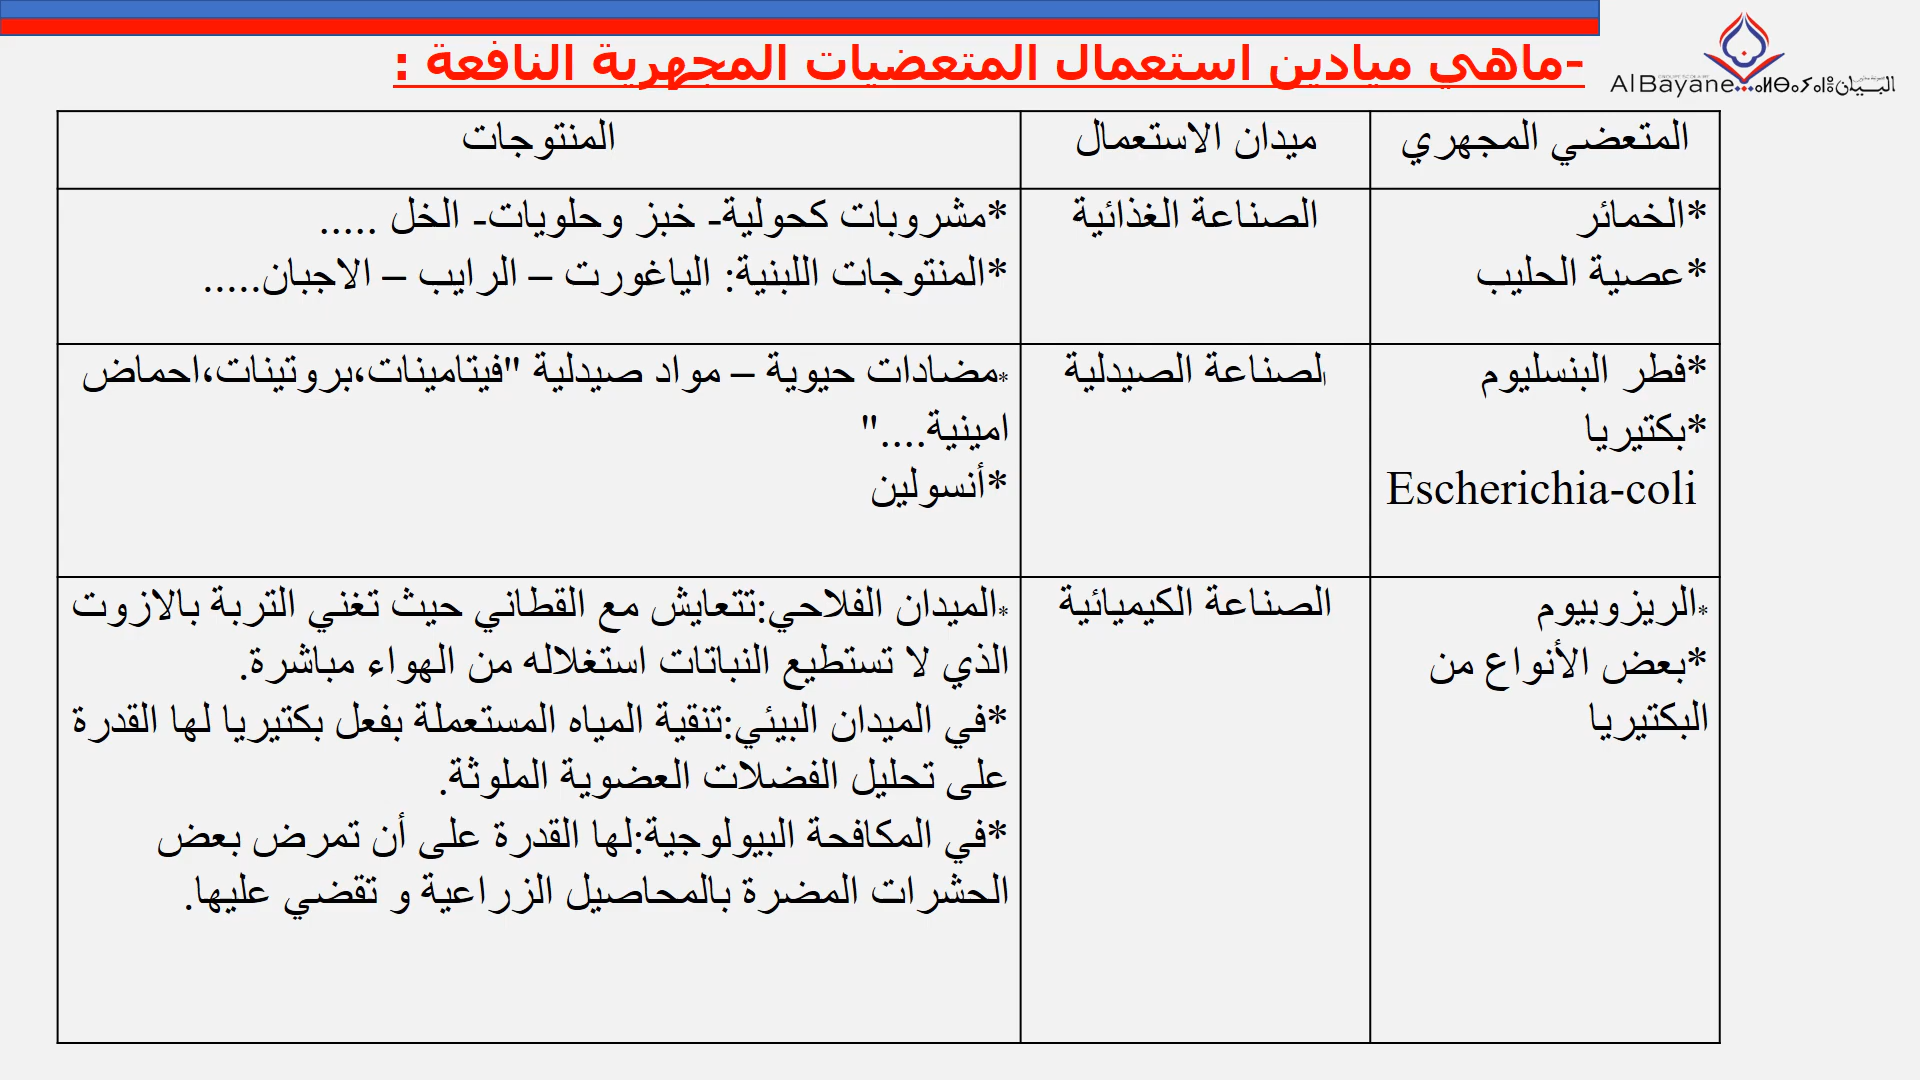 -ماهي ميادين استعمال المتعضيات المجهرية النافعة :
AlBayane
البيان
المتعضي المجهري
ميدان الاستعمال
المنتوجات
*الخمائر
*عصية الحليب
الصناعة الغذائية
*مشروبات كحولية- خبز وحلويات- الخل .....
*المنتوجات اللبنية: الياغورت – الرايب – الاجبان.....
*فطر البنسليوم
*بكتيريا
Escherichia-coli
الصناعة الصيدلية
*مضادات حيوية – مواد صيدلية "فيتامينات،بروتينات،احماض
امينية...."
*أنسولين
*الريزوبيوم
*بعض الأنواع من
البكتيريا
الصناعة الكيميائية
*الميدان الفلاحي:تتعايش مع القطاني حيث تغني التربة بالازوت
الذي لا تستطيع النباتات استغلاله من الهواء مباشرة.
*في الميدان البيئي:تنقية المياه المستعملة بفعل بكتيريا لها القدرة
على تحليل الفضلات العضوية الملوثة.
*في المكافحة البيولوجية:لها القدرة على أن تمرض بعض
الحشرات المضرة بالمحاصيل الزراعية و تقضي عليها.